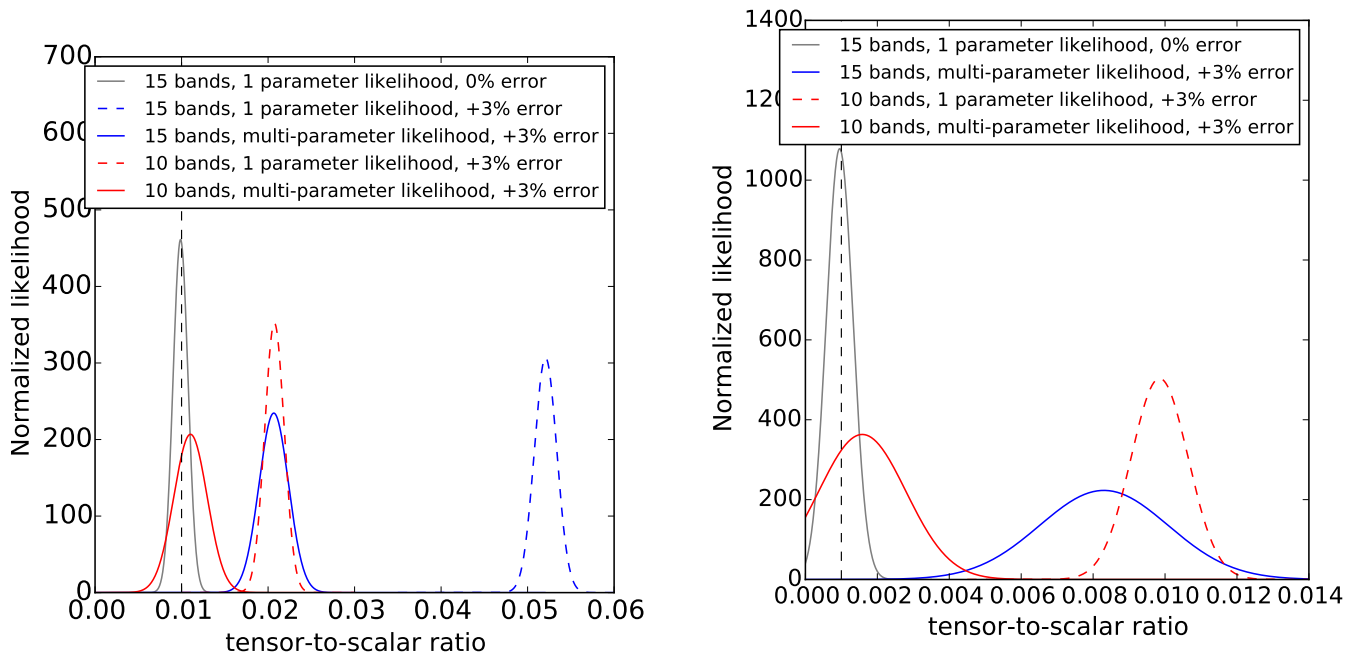 700
600
500
400
300
200
100
0
Normalized likelihood
15 bands, 1 parameter likelihood, 0% error
15 bands, 1 parameter likelihood, +3% error
15 bands, multi-parameter likelihood, +3% error
10 bands, 1 parameter likelihood, +3% error
10 bands, multi-parameter likelihood, +3% error
0.00 0.01 0.02 0.03 0.04 0.05 0.06
tensor-to-scalar ratio
1400
1000
800
600
400
200
0
Normalized likelihood
15 bands, 1 parameter likelihood, 0% error
15 bands, multi-parameter likelihood, +3% error
10 bands, 1 parameter likelihood, +3% error
10 bands, multi-parameter likelihood, +3% error
0.000 0.002 0.004 0.006 0.008 0.010 0.012 0.014
tensor-to-scalar ratio